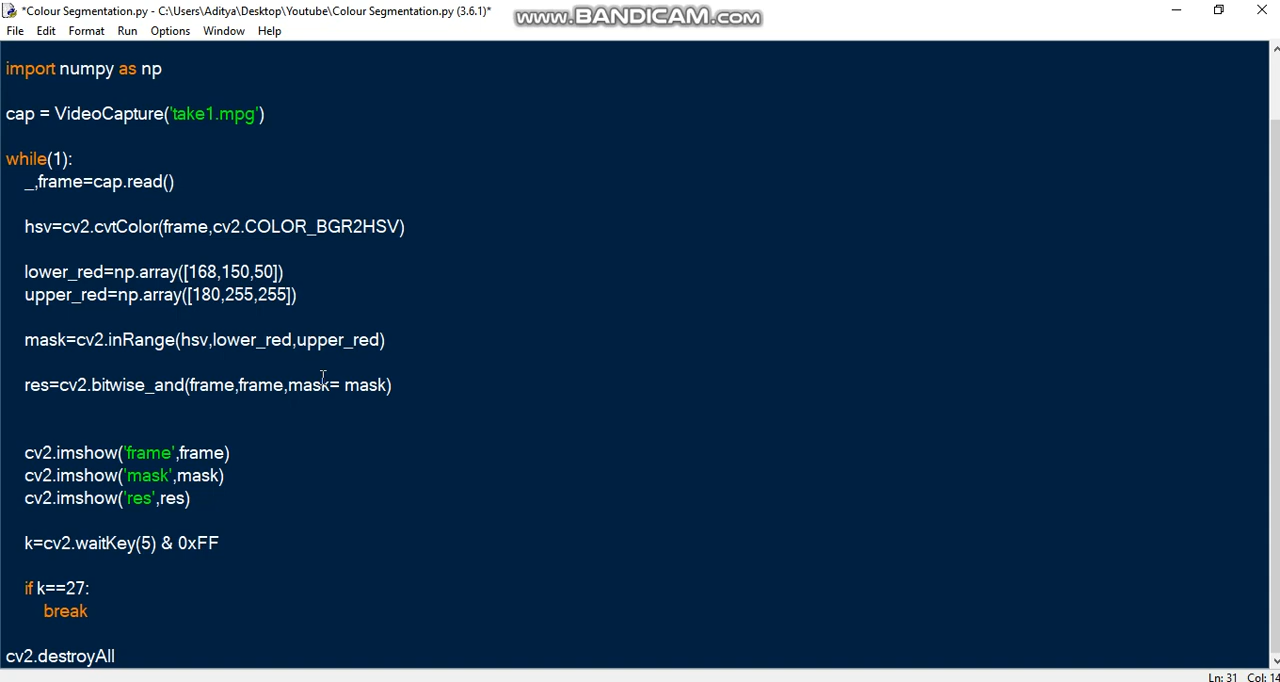 *Colour Segmentation.py - C:\Users\Aditya\Desktop\Youtube\Colour Segmentation.py (3.6.1)*
www.BANDICAM.com
File Edit Format Run Options Window Help
import numpy as np
cap = VideoCapture('take1.mpg')
while(1):
_,frame=cap.read()
hsv=cv2.cvtColor(frame,cv2.COLOR_BGR2HSV)
lower_red=np.array([168,150,50])
upper_red=np.array([180,255,255])
mask=cv2.inRange(hsv,lower_red,upper_red)
res=cv2.bitwise_and(frame,frame,mask= mask)
cv2.imshow('frame',frame)
cv2.imshow('mask',mask)
cv2.imshow('res',res)
k=cv2.waitKey(5) & 0xFF
if k==27:
break
cv2.destroyAll
Ln: 31 Col: 14